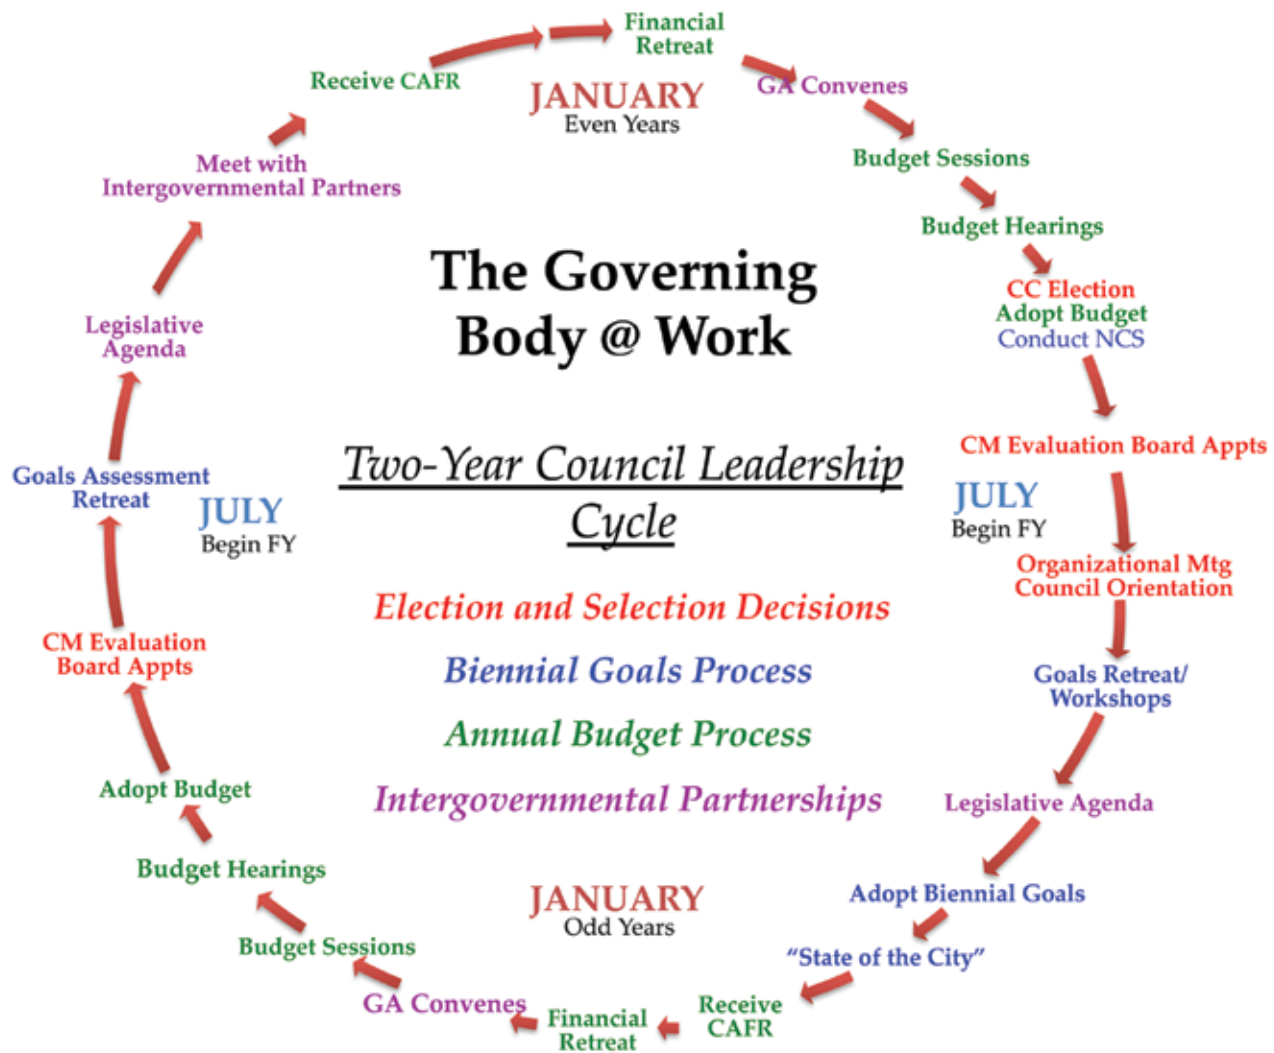 Financial
Retreat
GA Convenes
Budget Sessions
Budget Hearings
CC Election
Adopt Budget
Conduct NCS
CM Evaluation Board Appts
JULY
Begin FY
Organizational Mtg
Council Orientation
Goals Retreat/
Workshops
Legislative Agenda
Adopt Biennial Goals
“State of the City”
Receive
CAFR
Financial
Retreat
GA Convenes
Budget Sessions
Budget Hearings
Adopt Budget
CM Evaluation
Board Appts
Goals Assessment
Retreat
JULY
Begin FY
Legislative
Agenda
Meet with
Intergovernmental Partners
Receive CAFR
JANUARY
Even Years
The Governing
Body @ Work
Two-Year Council Leadership
Cycle
Election and Selection Decisions
Biennial Goals Process
Annual Budget Process
Intergovernmental Partnerships
JANUARY
Odd Years